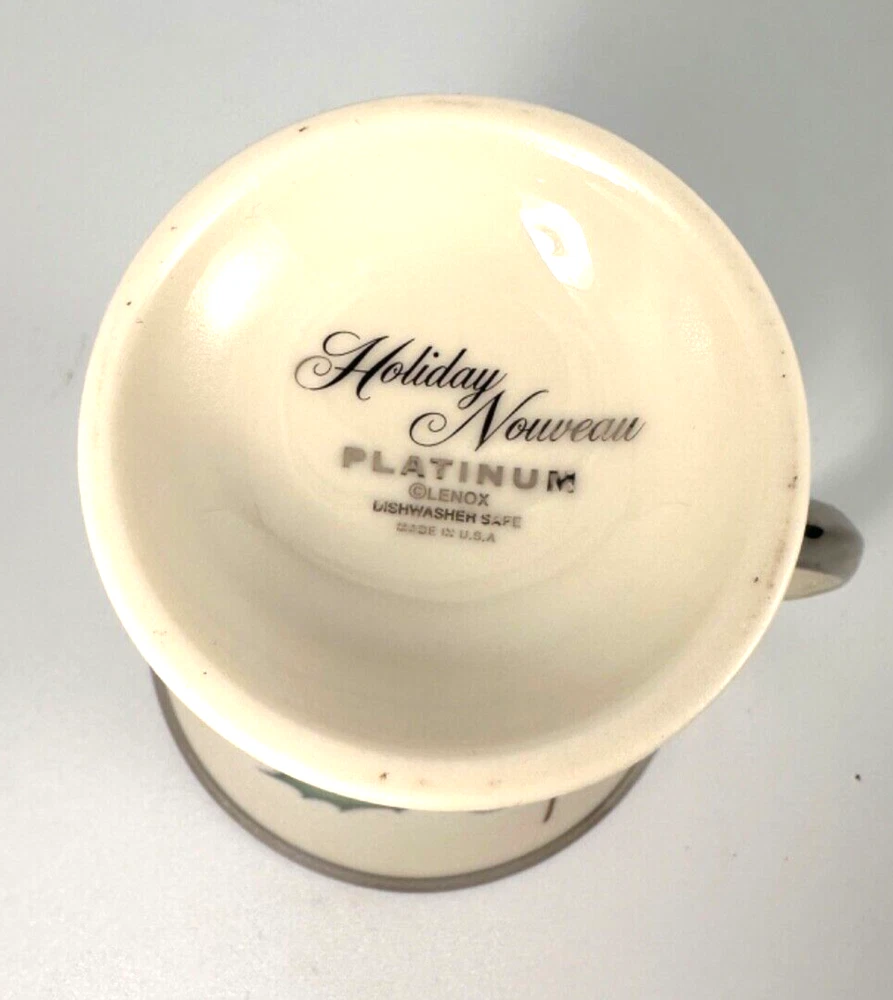 Holiday
Nouveau
PLATINUM
©LENOX
DISHWASHER SAFE
MADE IN U.S.A